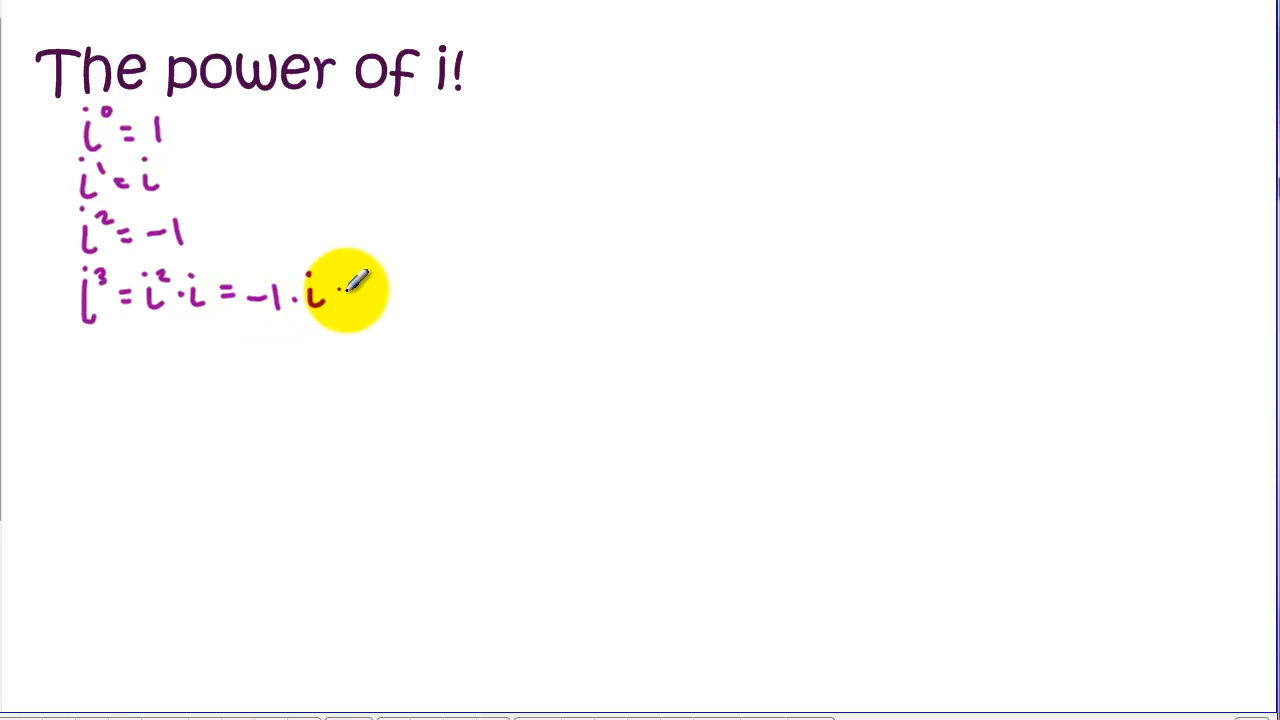 The power of i!
i⁰ = 1
i¹ = i
i² = -1
i³ = i² · i = -1 · i